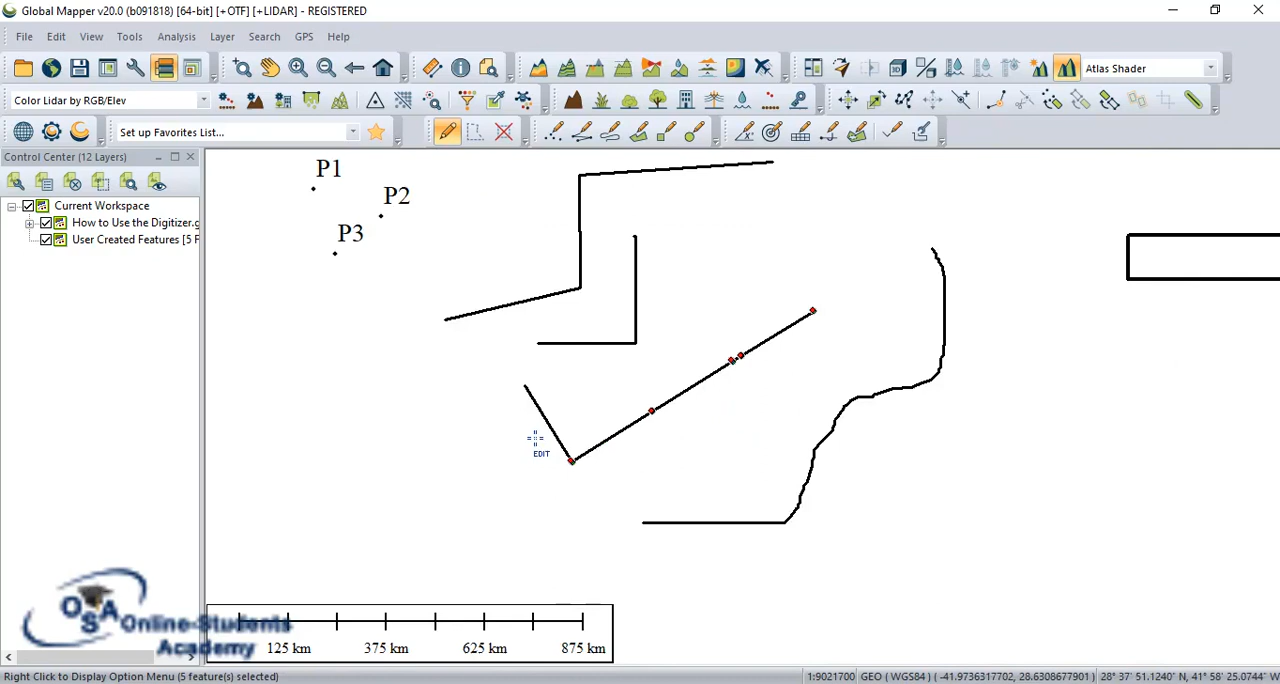 Global Mapper v20.0 (b091818) [64-bit] [+OTF] [+LIDAR] - REGISTERED
File Edit View Tools Analysis Layer Search GPS Help
Atlas Shader
Color Lidar by RGB/Elev
Set up Favorites List...
Control Center (12 Layers)
Current Workspace
How to Use the Digitizer.g
User Created Features [5 F
P1
P2
P3
EDIT
OSA Online-Students
Academy
125 km 375 km 625 km 875 km
Right Click to Display Option Menu (5 feature(s) selected)
1:9021700 GEO (WGS84) ( -41.9736317702, 28.6308677901 ) 28° 37' 51.1240" N, 41° 58' 25.0744" W